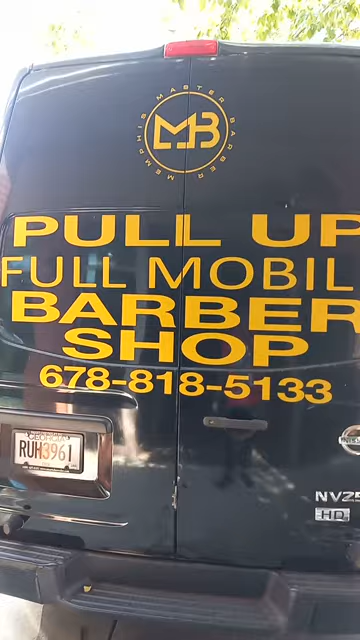 MEMPHIS MASTER BARBER
MB
PULL UP
FULL MOBIL
BARBER
SHOP
678-818-5133
GEORGIA
RUH3961
NV25
HD